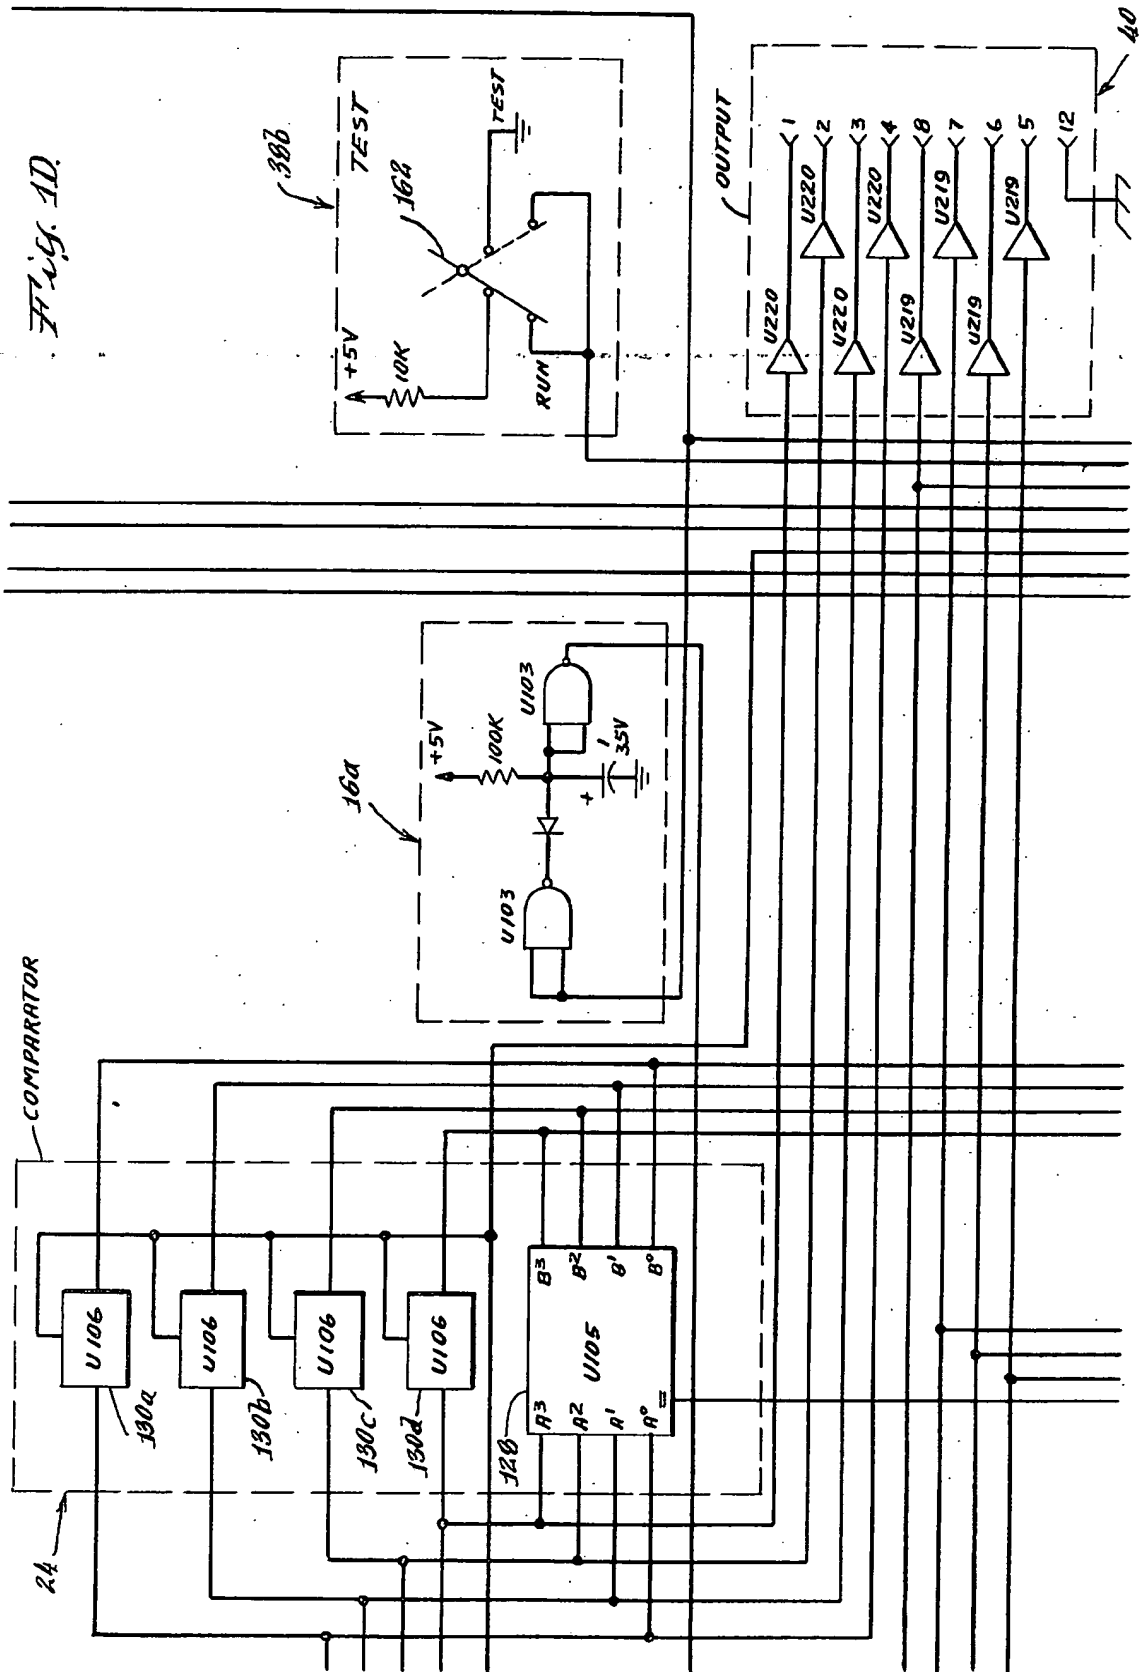 Fig. 1D.
38b
TEST
162
+5V
10K
RUN
TEST
OUTPUT
40
U220
U220
U220
U220
U219
U219
U219
U219
1
2
3
4
8
7
6
5
12
16a
+5V
100K
U103
U103
+
1
35V
COMPARATOR
24
U106
130a
U106
130b
U106
130c
U106
130d
128
U105
A3
A2
A1
A0
B3
B2
B1
B0
=